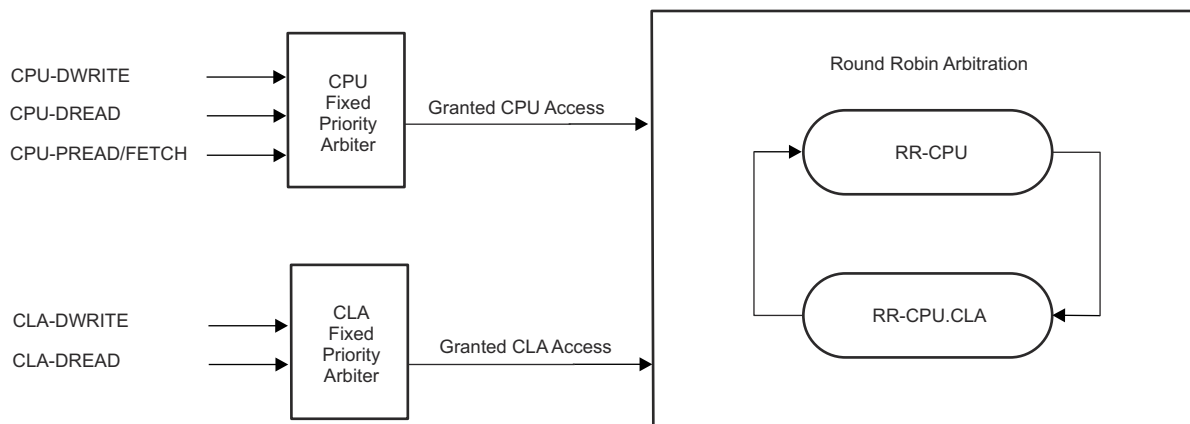 CPU-DWRITE
CPU-DREAD
CPU-PREAD/FETCH
CPU
Fixed
Priority
Arbiter
Granted CPU Access
CLA-DWRITE
CLA-DREAD
CLA
Fixed
Priority
Arbiter
Granted CLA Access
Round Robin Arbitration
RR-CPU
RR-CPU.CLA